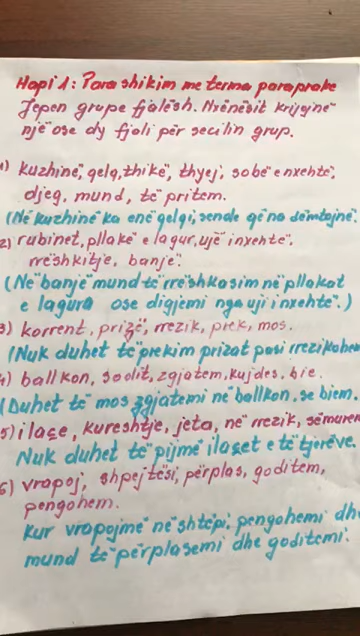 Hapi 1: Parashikim me terma paraprake
Jepen grupe fjalësh. Nxënësit krijojnë
një ose dy fjali për secilin grup.
1) kuzhinë, qelq, thikë, thyej, sobë e nxehtë,
djeg, mund, të pritem.
(Në kuzhinë ka enë qelqi, sende që na dëmtojnë.
2) rubinet, pllakë e lagur, ujë i nxehtë,
rrëshkitje, banjë.
(Në banjë mund të rrëshkasim në pllakat
e lagura ose digjemi nga uji i nxehtë.)
3) korrent, prizë, rrezik, prek, mos.
(Nuk duhet të prekim prizat pasi rrezikohem
4) ballkon, sodit, zgjatem, kujdes, bie.
(Duhet të mos zgjatemi në ballkon, se biem.
5) ilaçe, kureshtje, jeta, në rrezik, sëmurem
Nuk duhet të pijmë ilaçet e të tjerëve.
6) vrapoj, shpejtësi, përplas, goditem,
pengohem.
Kur vrapojmë në shtëpi, pengohemi dh
mund të përplasemi dhe goditemi.